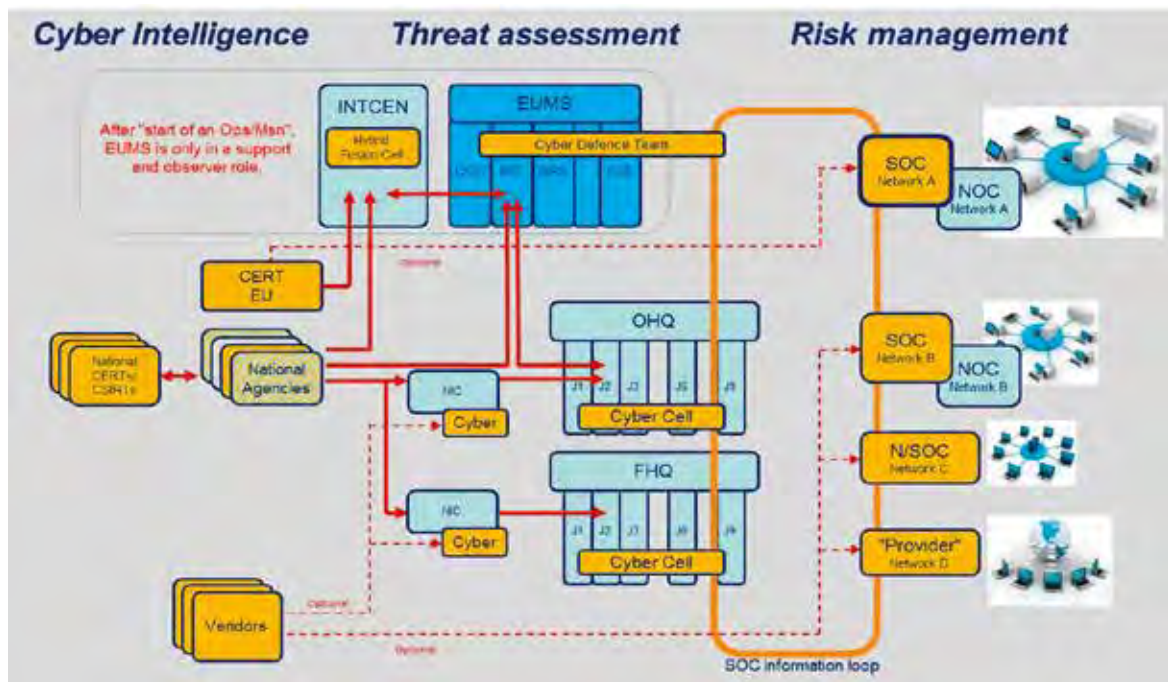 Cyber Intelligence
Threat assessment
Risk management
After "start of an Ops/Msn",
EUMS is only in a support
and observer role.
INTCEN
Hybrid
Fusion Cell
EUMS
Cyber Defence Team
INT
SOC
Network A
NOC
Network A
Optional
CERT
EU
National
CERTs/
CSIRTs
National
Agencies
NIC
Cyber
OHQ
J1 J2 J3
Cyber Cell
SOC
Network B
NOC
Network B
N/SOC
Network C
NIC
Cyber
FHQ
J1 J2 J3
Cyber Cell
"Provider"
Network D
Vendors
Optional
Optional
SOC information loop